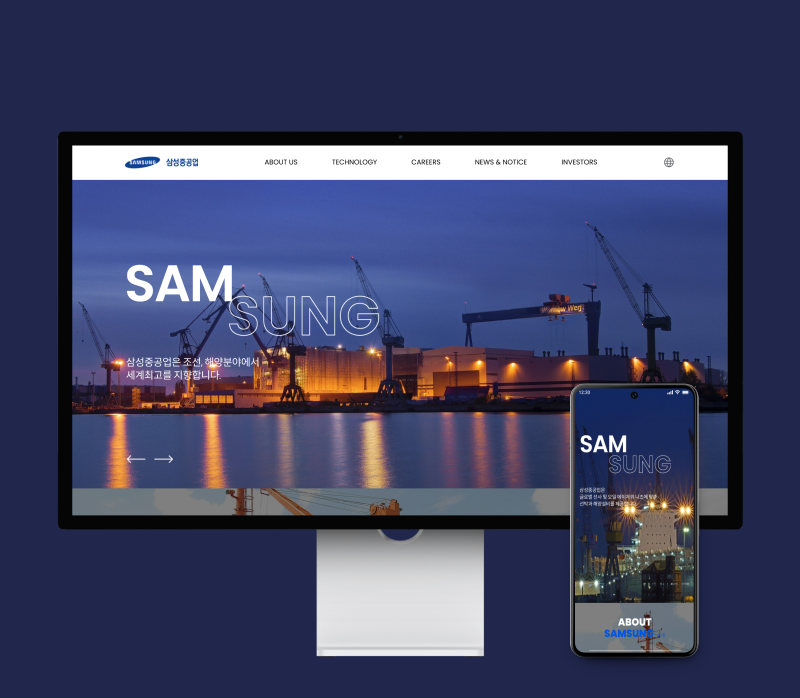 SAMSUNG 삼성중공업
ABOUT US TECHNOLOGY CAREERS NEWS & NOTICE INVESTORS
SAM
SUNG
삼성중공업은 조선, 해양분야에서
세계최고를 지향합니다.
12:30
SAM
SUNG
삼성중공업은
ABOUT
SAMSUNG